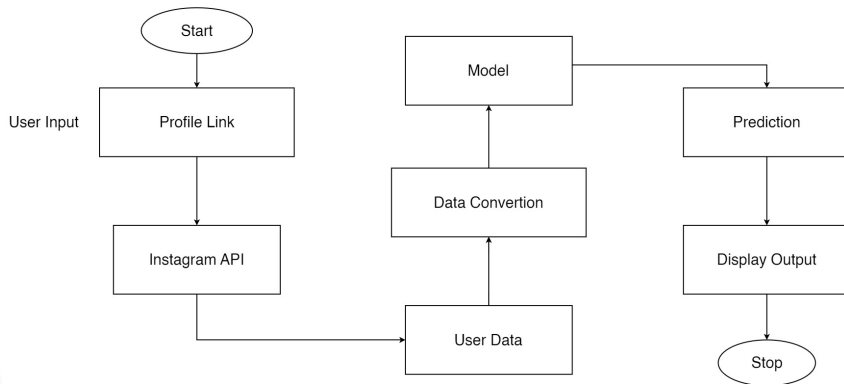 Start
User Input
Profile Link
Instagram API
User Data
Data Convertion
Model
Prediction
Display Output
Stop